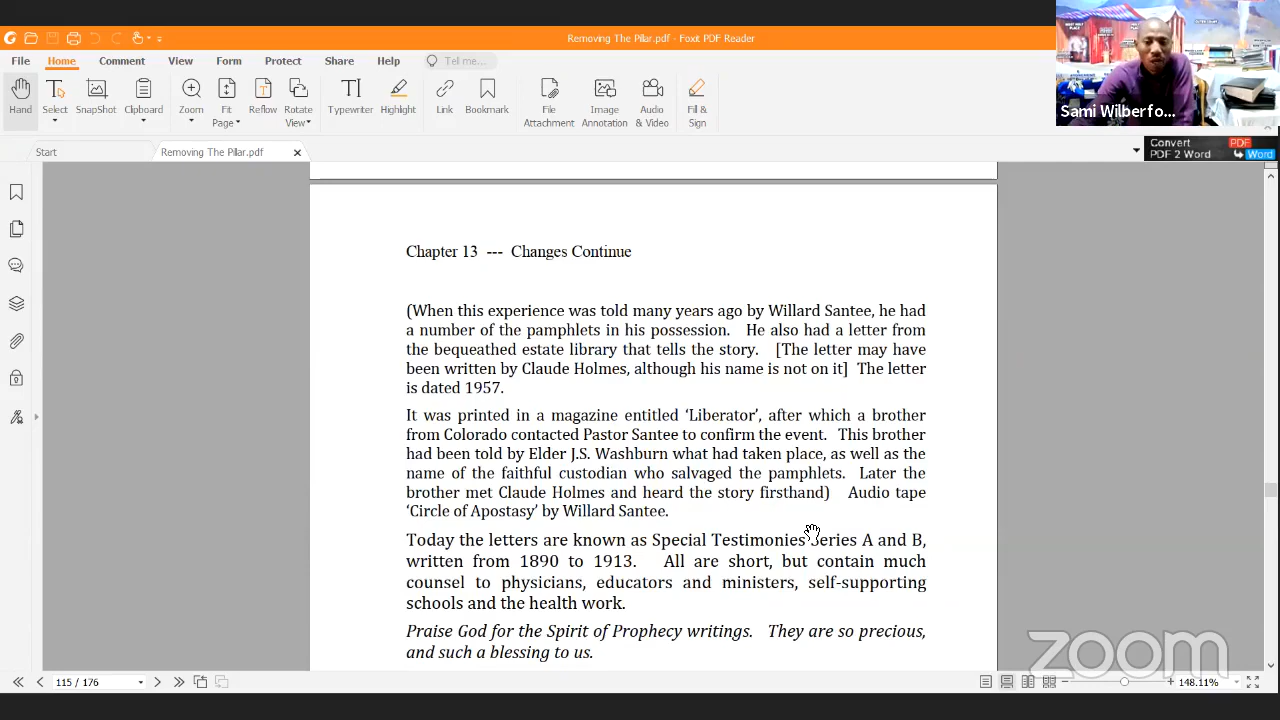 Removing The Pillar.pdf - Foxit PDF Reader
File Home Comment View Form Protect Share Help Tell me...
Hand Select SnapShot Clipboard Zoom Fit Page Reflow Rotate View Typewriter Highlight Link Bookmark File Attachment Image Annotation Audio & Video Fill & Sign
Sami Wilberfo...
Start Removing The Pillar.pdf
Convert PDF
PDF 2 Word Word
Chapter 13 --- Changes Continue
(When this experience was told many years ago by Willard Santee, he had
a number of the pamphlets in his possession. He also had a letter from
the bequeathed estate library that tells the story. [The letter may have
been written by Claude Holmes, although his name is not on it] The letter
is dated 1957.
It was printed in a magazine entitled ‘Liberator’, after which a brother
from Colorado contacted Pastor Santee to confirm the event. This brother
had been told by Elder J.S. Washburn what had taken place, as well as the
name of the faithful custodian who salvaged the pamphlets. Later the
brother met Claude Holmes and heard the story firsthand) Audio tape
‘Circle of Apostasy’ by Willard Santee.
Today the letters are known as Special Testimonies Series A and B,
written from 1890 to 1913. All are short, but contain much
counsel to physicians, educators and ministers, self-supporting
schools and the health work.
Praise God for the Spirit of Prophecy writings. They are so precious,
and such a blessing to us.
zoom
115 / 176 148.11%